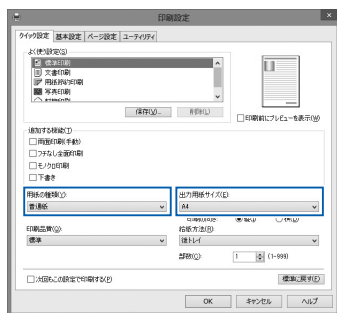 印刷設定
クイック設定 基本設定 ページ設定 ユーティリティ
よく使う設定(S)
標準印刷
文書印刷
写真印刷
保存(V)... 削除(L)
印刷前にプレビューを表示(W)
追加する機能(T)
両面印刷(手動)
フチなし全面印刷
モノクロ印刷
下書き
用紙の種類(Y): 出力用紙サイズ(E):
普通紙 A4
印刷品質(Q): 給紙方法(R):
標準 後トレイ
部数(C): 1 (1-999)
次回もこの設定で印刷する(P) 標準に戻す(F)
OK キャンセル ヘルプ